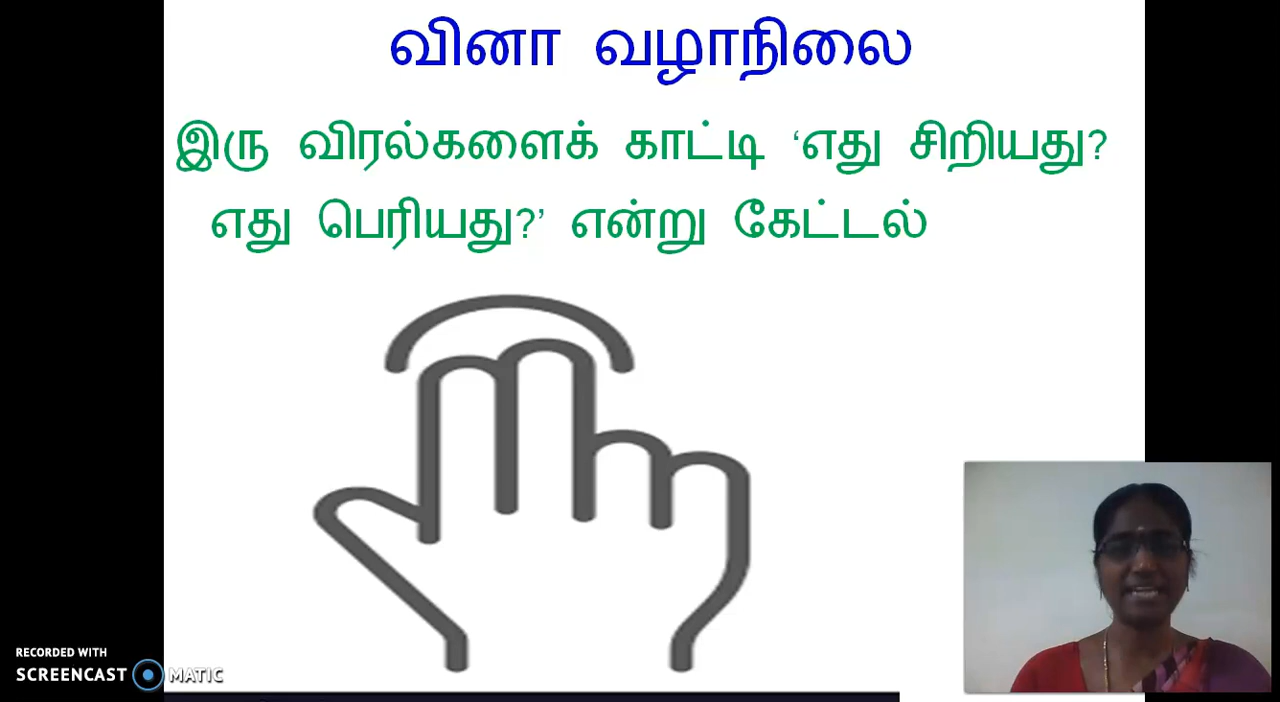 வினா வழாநிலை
இரு விரல்களைக் காட்டி ‘எது சிறியது?
எது பெரியது?’ என்று கேட்டல்
RECORDED WITH
SCREENCAST MATIC